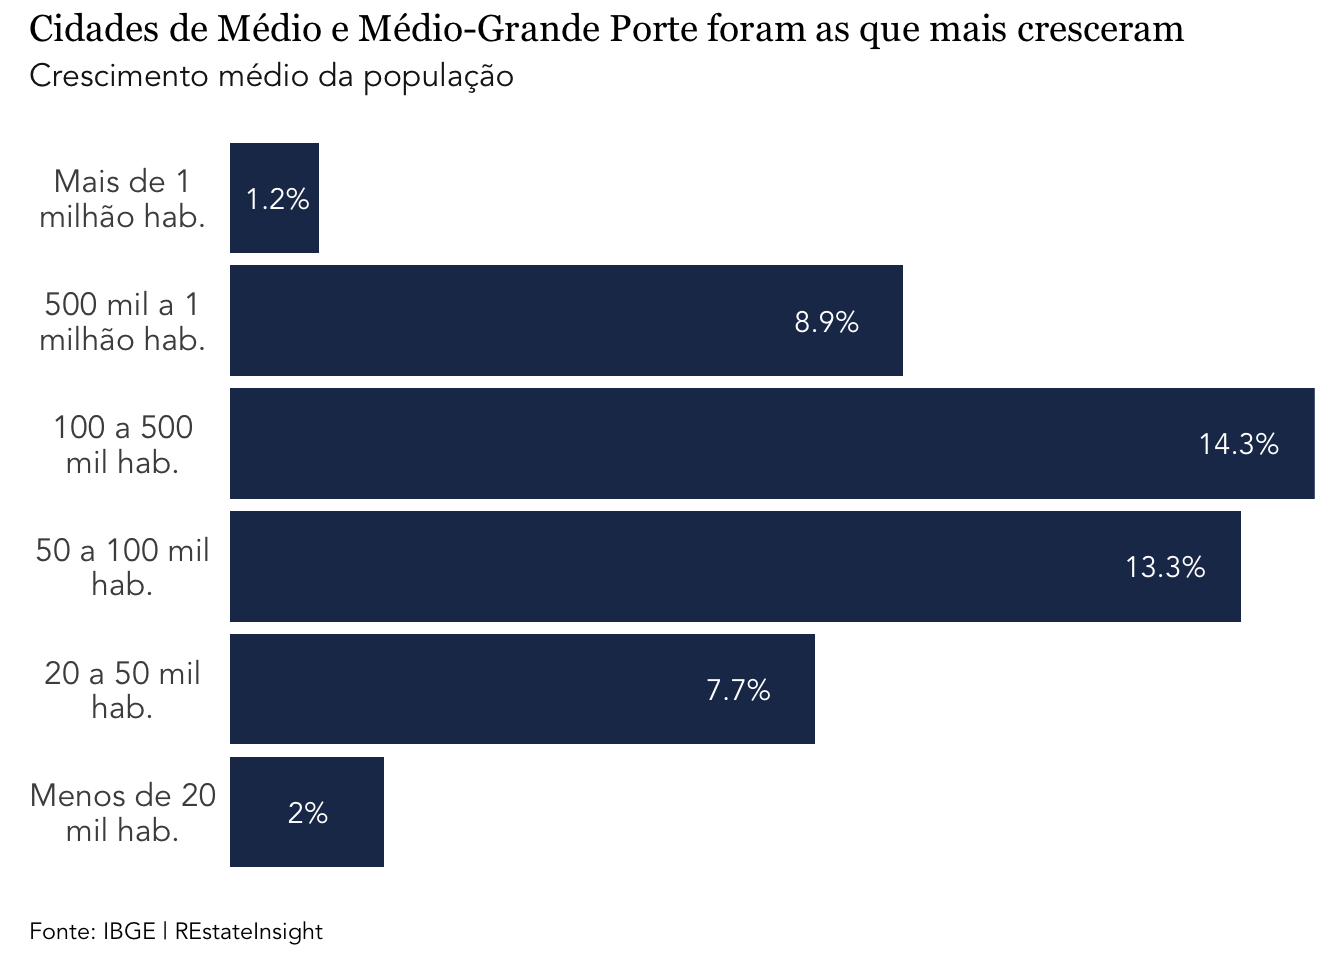 Cidades de Médio e Médio-Grande Porte foram as que mais cresceram
Crescimento médio da população
Mais de 1
milhão hab.
1.2%
500 mil a 1
milhão hab.
8.9%
100 a 500
mil hab.
14.3%
50 a 100 mil
hab.
13.3%
20 a 50 mil
hab.
7.7%
Menos de 20
mil hab.
2%
Fonte: IBGE | REstateInsight